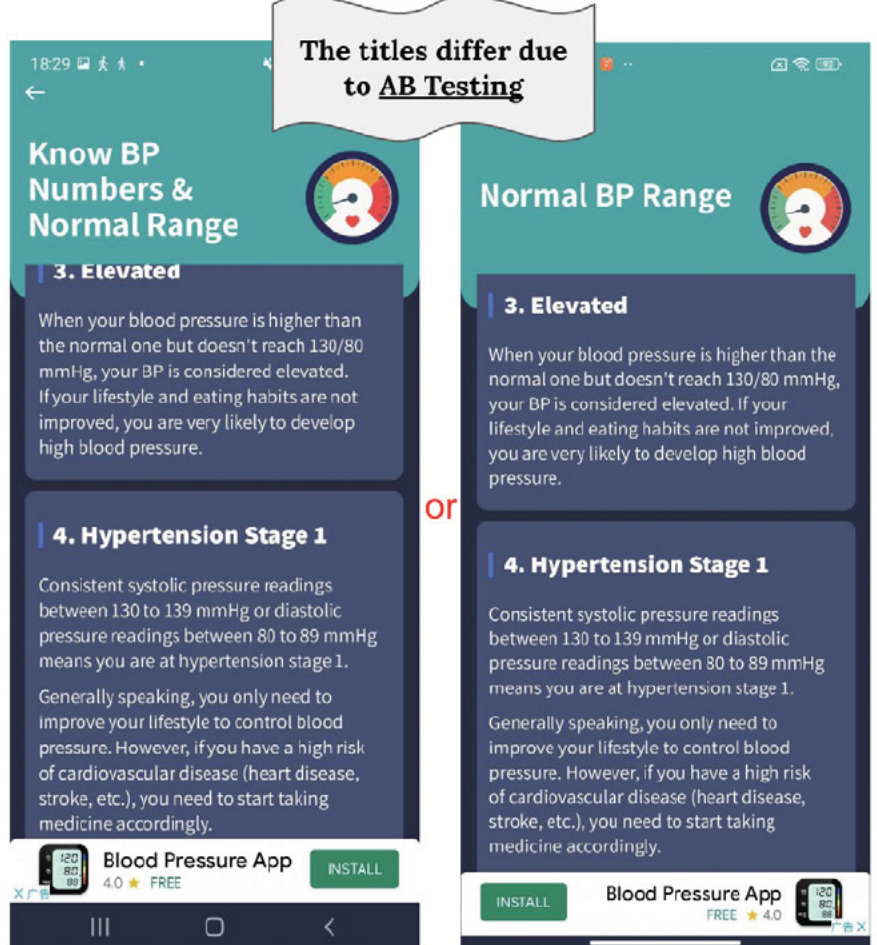 The titles differ due
to AB Testing
18:29
Know BP
Numbers &
Normal Range
3. Elevated
When your blood pressure is higher than
the normal one but doesn't reach 130/80
mmHg, your BP is considered elevated.
If your lifestyle and eating habits are not
improved, you are very likely to develop
high blood pressure.
4. Hypertension Stage 1
Consistent systolic pressure readings
between 130 to 139 mmHg or diastolic
pressure readings between 80 to 89 mmHg
means you are at hypertension stage 1.
Generally speaking, you only need to
improve your lifestyle to control blood
pressure. However, if you have a high risk
of cardiovascular disease (heart disease,
stroke, etc.), you need to start taking
medicine accordingly.
120
80
88
Blood Pressure App
4.0 ★ FREE
INSTALL
X 广告
or
92
Normal BP Range
3. Elevated
When your blood pressure is higher than the
normal one but doesn't reach 130/80 mmHg,
your BP is considered elevated. If your
lifestyle and eating habits are not improved,
you are very likely to develop high blood
pressure.
4. Hypertension Stage 1
Consistent systolic pressure readings
between 130 to 139 mmHg or diastolic
pressure readings between 80 to 89 mmHg
means you are at hypertension stage 1.
Generally speaking, you only need to
improve your lifestyle to control blood
pressure. However, if you have a high risk
of cardiovascular disease (heart disease,
stroke, etc.), you need to start taking
medicine accordingly.
INSTALL
Blood Pressure App
FREE ★ 4.0
120
80
88
广告 X